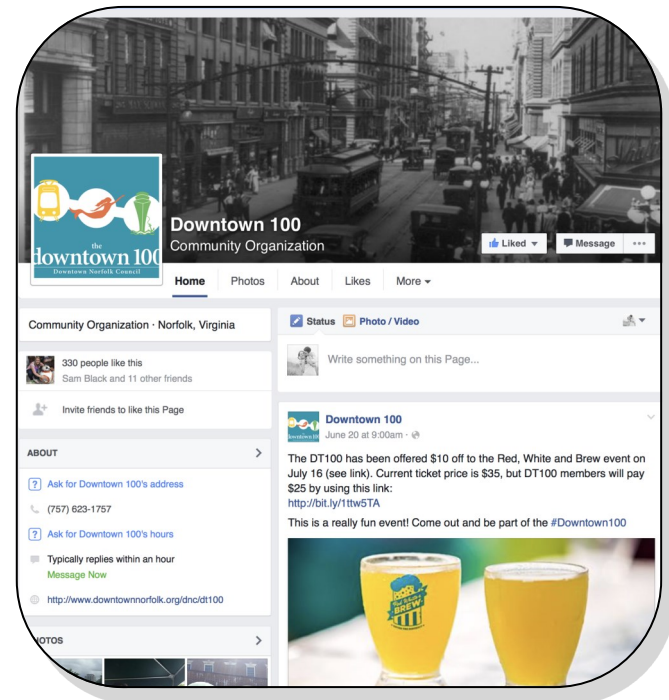 the
downtown 100
Downtown Norfolk Council
Downtown 100
Community Organization
Liked
Message
Home Photos About Likes More
Community Organization · Norfolk, Virginia
330 people like this
Sam Black and 11 other friends
Invite friends to like this Page
ABOUT
? Ask for Downtown 100's address
(757) 623-1757
? Ask for Downtown 100's hours
Typically replies within an hour
Message Now
http://www.downtownnorfolk.org/dnc/dt100
HOTOS
Status Photo / Video
Write something on this Page...
downtown 10
Downtown 100
June 20 at 9:00am ·
The DT100 has been offered $10 off to the Red, White and Brew event on
July 16 (see link). Current ticket price is $35, but DT100 members will pay
$25 by using this link:
http://bit.ly/1ttw5TA
This is a really fun event! Come out and be part of the #Downtown100
Red White &
BREW